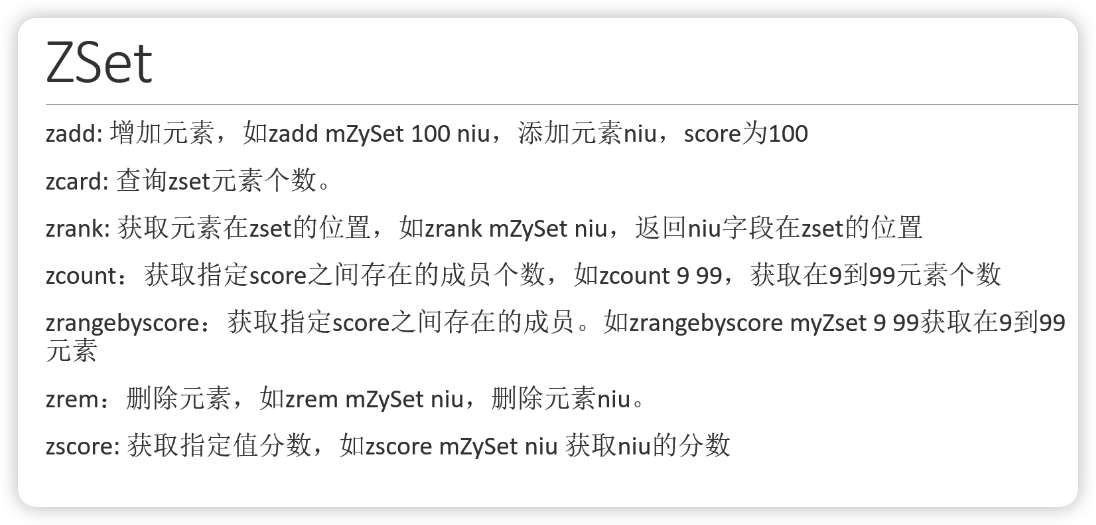 ZSet
zadd: 增加元素，如zadd mZySet 100 niu，添加元素niu，score为100
zcard: 查询zset元素个数。
zrank: 获取元素在zset的位置，如zrank mZySet niu，返回niu字段在zset的位置
zcount：获取指定score之间存在的成员个数，如zcount 9 99，获取在9到99元素个数
zrangebyscore：获取指定score之间存在的成员。如zrangebyscore myZset 9 99获取在9到99
元素
zrem：删除元素，如zrem mZySet niu，删除元素niu。
zscore: 获取指定值分数，如zscore mZySet niu 获取niu的分数